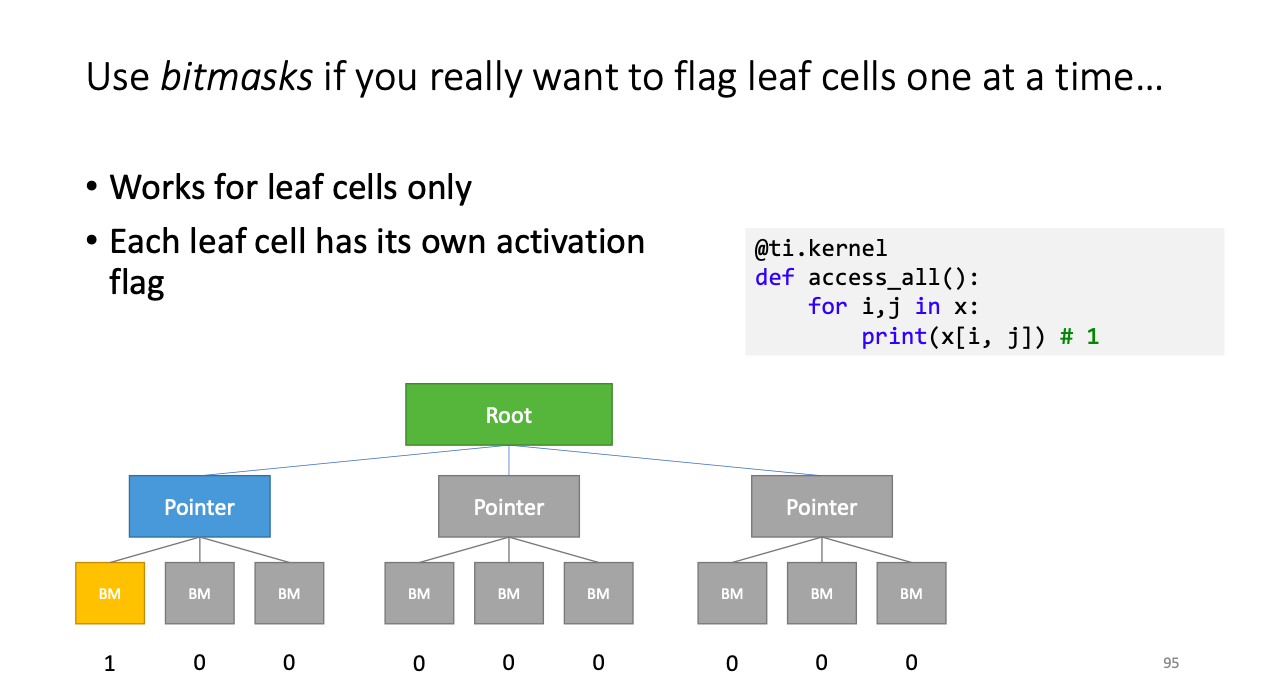 Use bitmasks if you really want to flag leaf cells one at a time…
• Works for leaf cells only
• Each leaf cell has its own activation
flag
@ti.kernel
def access_all():
    for i,j in x:
        print(x[i, j]) # 1
Root
Pointer Pointer Pointer
BM BM BM BM BM BM BM BM BM
1 0 0 0 0 0 0 0 0
95